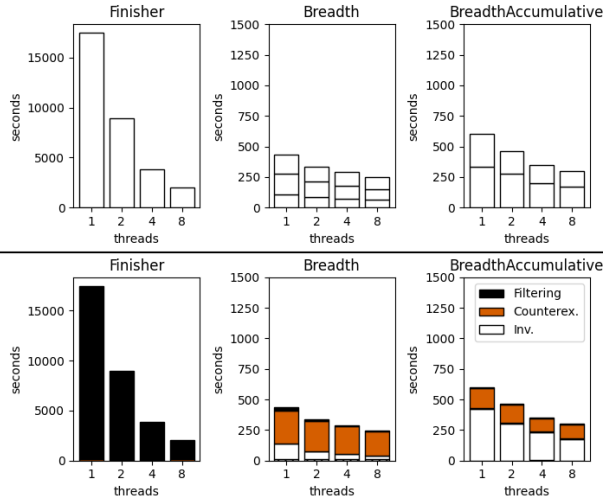 Finisher
Breadth
BreadthAccumulative
seconds
15000
10000
5000
0
1 2 4 8
threads
seconds
1500
1250
1000
750
500
250
0
1 2 4 8
threads
seconds
1500
1250
1000
750
500
250
0
1 2 4 8
threads
Finisher
Breadth
BreadthAccumulative
seconds
15000
10000
5000
0
1 2 4 8
threads
seconds
1500
1250
1000
750
500
250
0
1 2 4 8
threads
seconds
1500
1250
1000
750
500
250
0
Filtering
Counterex.
Inv.
1 2 4 8
threads